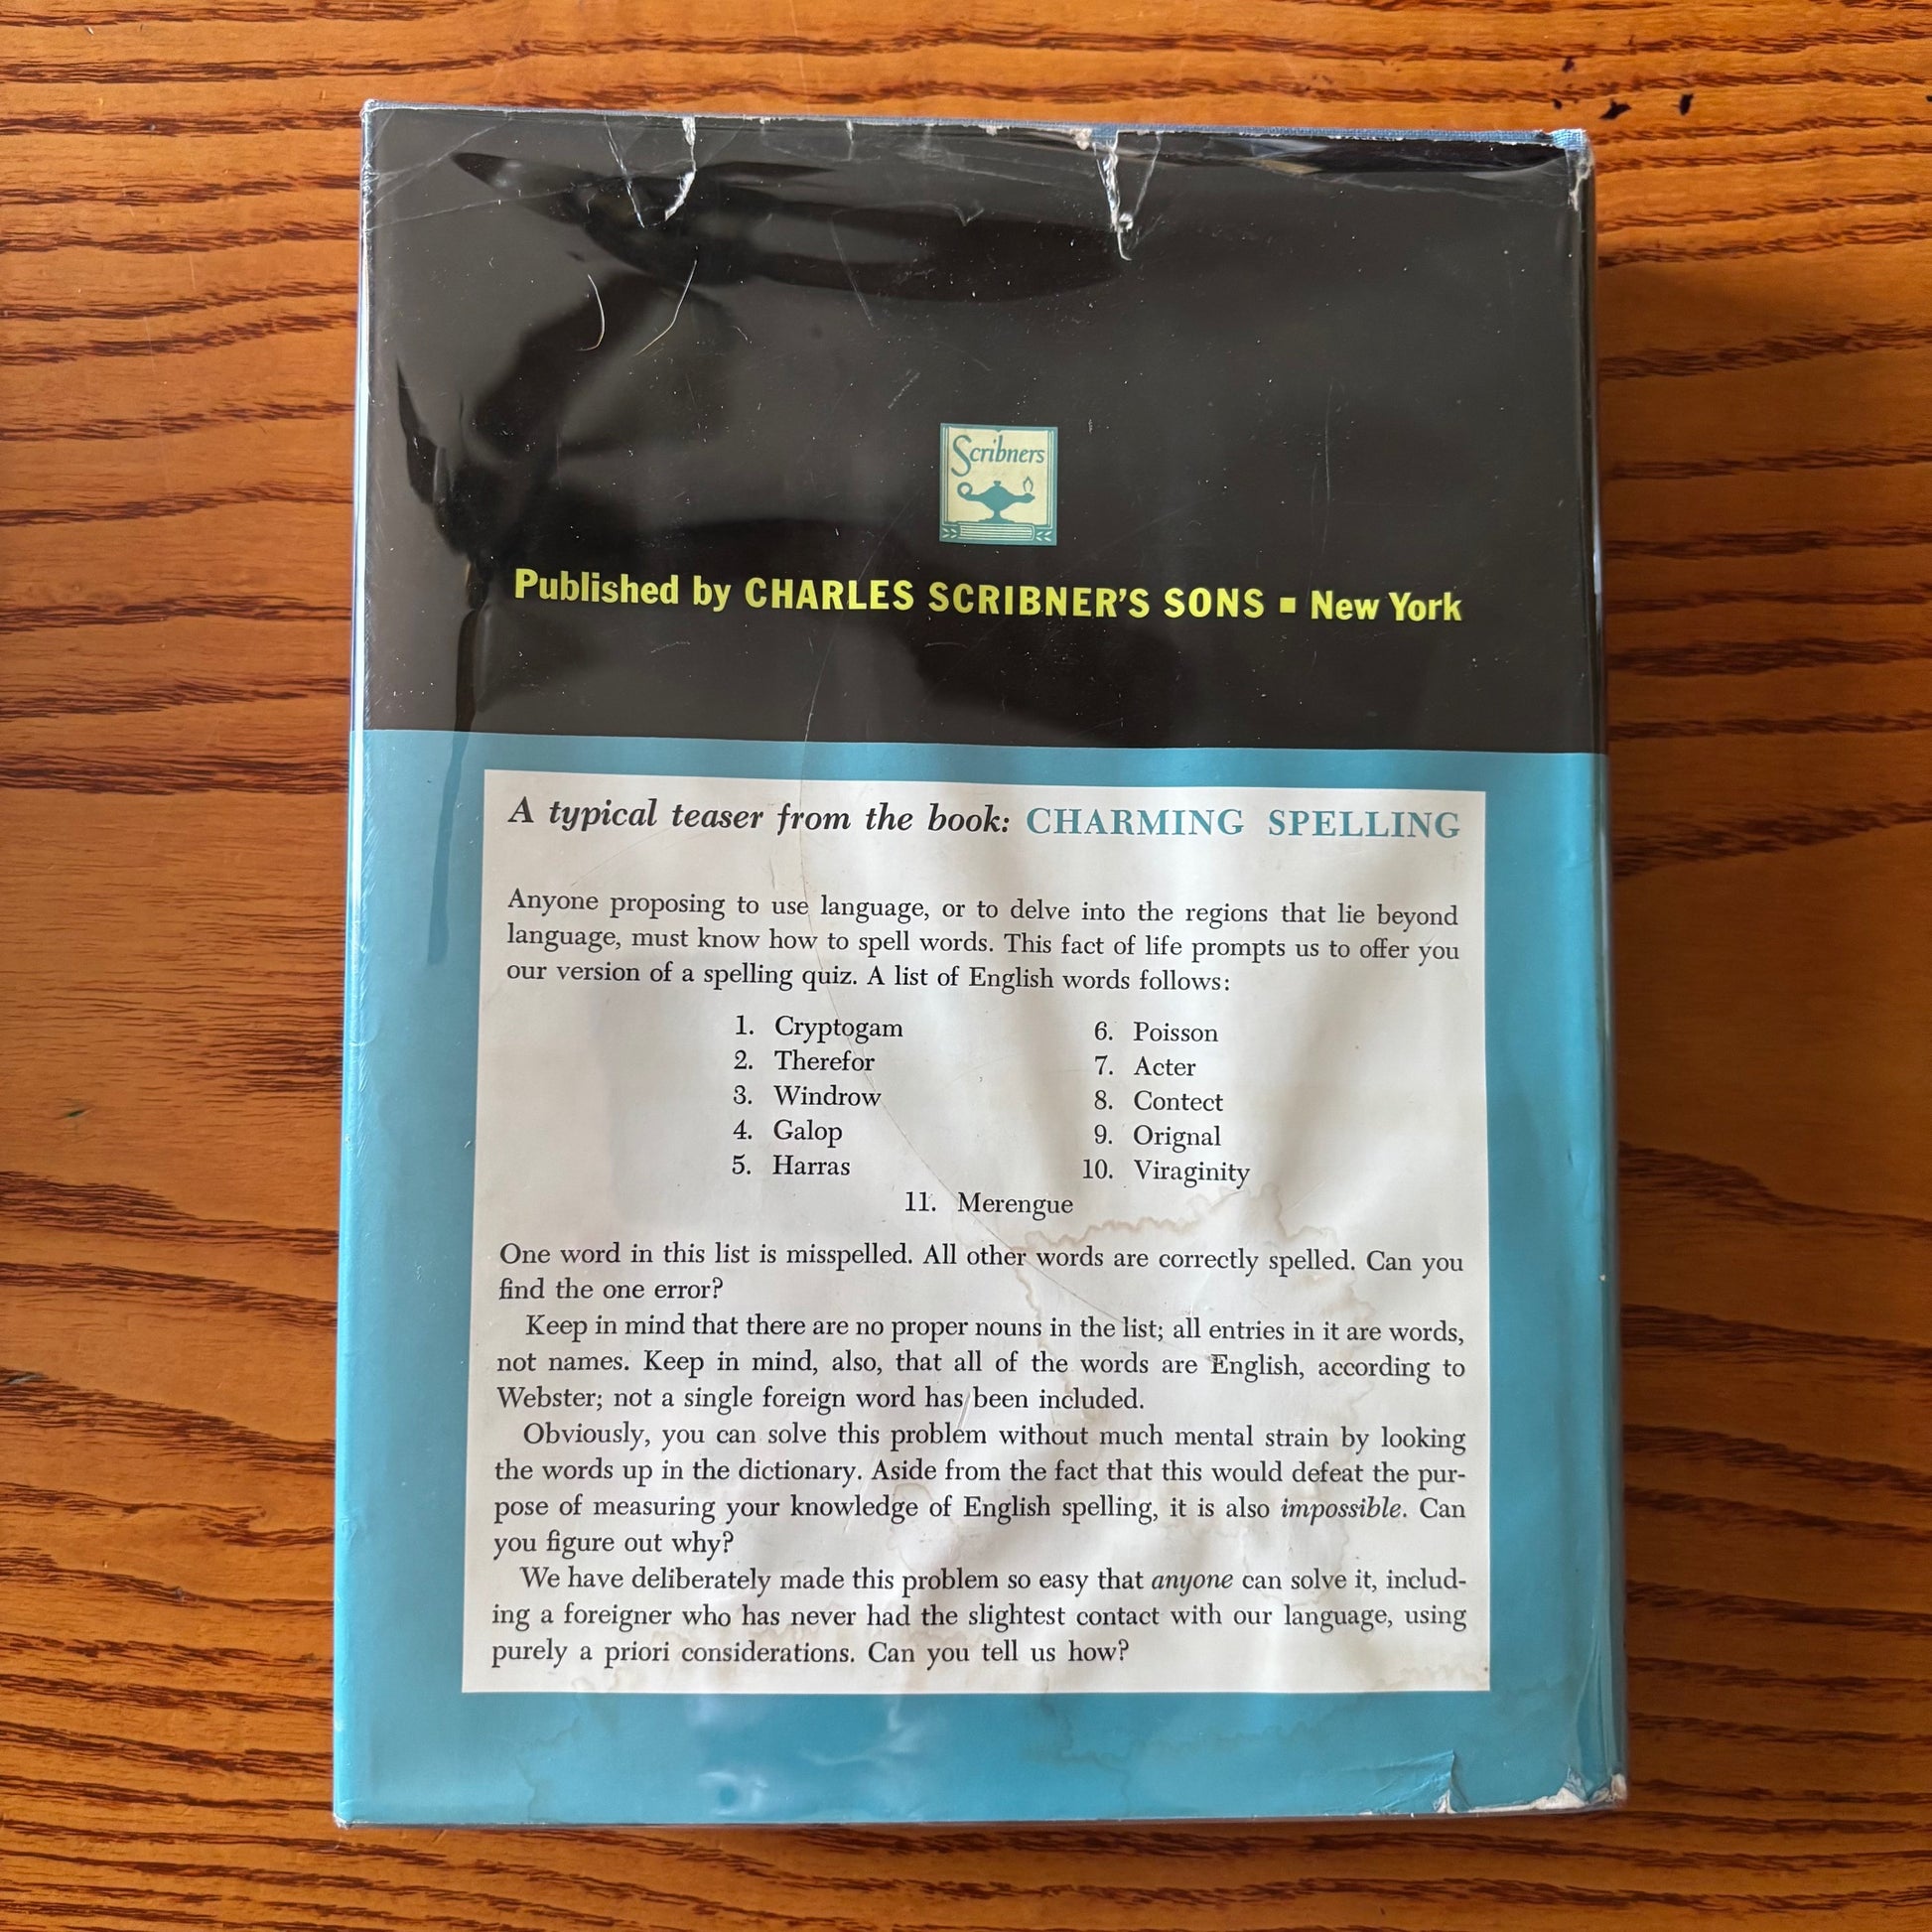 Scribners
Published by CHARLES SCRIBNER'S SONS ▪ New York
A typical teaser from the book: CHARMING SPELLING
Anyone proposing to use language, or to delve into the regions that lie beyond
language, must know how to spell words. This fact of life prompts us to offer you
our version of a spelling quiz. A list of English words follows:
1. Cryptogam
2. Therefor
3. Windrow
4. Galop
5. Harras
6. Poisson
7. Acter
8. Contect
9. Orignal
10. Viraginity
11. Merengue
One word in this list is misspelled. All other words are correctly spelled. Can you
find the one error?
Keep in mind that there are no proper nouns in the list; all entries in it are words,
not names. Keep in mind, also, that all of the words are English, according to
Webster; not a single foreign word has been included.
Obviously, you can solve this problem without much mental strain by looking
the words up in the dictionary. Aside from the fact that this would defeat the pur-
pose of measuring your knowledge of English spelling, it is also impossible. Can
you figure out why?
We have deliberately made this problem so easy that anyone can solve it, includ-
ing a foreigner who has never had the slightest contact with our language, using
purely a priori considerations. Can you tell us how?